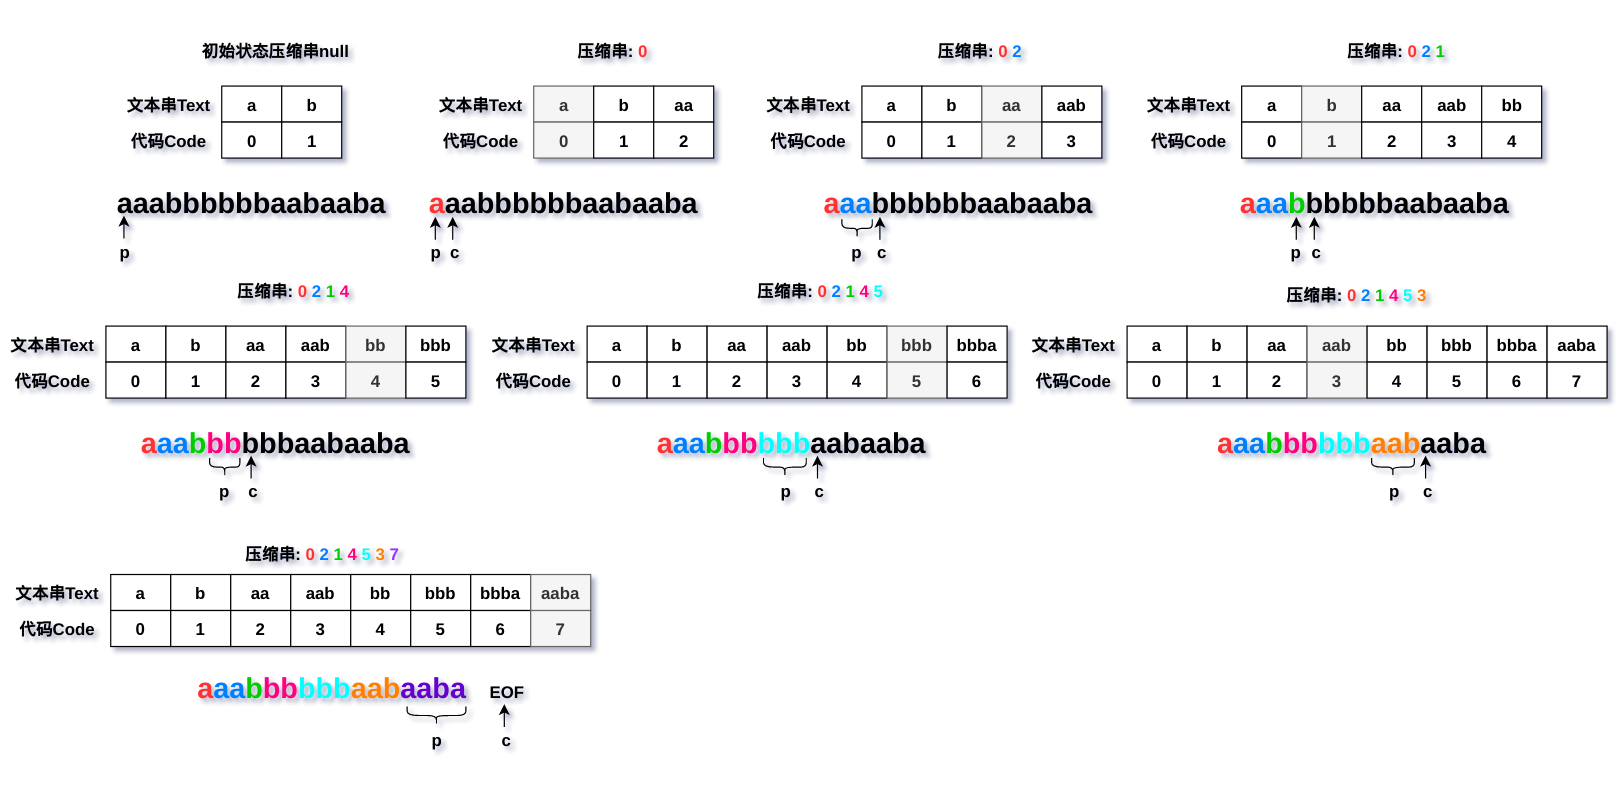 初始状态压缩串null
文本串Text a b
代码Code 0 1
aaabbbbbbaabaaba
p
压缩串: 0
文本串Text a b aa
代码Code 0 1 2
aaabbbbbbaabaaba
p c
压缩串: 0 2
文本串Text a b aa aab
代码Code 0 1 2 3
aaabbbbbbaabaaba
p c
压缩串: 0 2 1
文本串Text a b aa aab bb
代码Code 0 1 2 3 4
aaabbbbbbaabaaba
p c
压缩串: 0 2 1 4
文本串Text a b aa aab bb bbb
代码Code 0 1 2 3 4 5
aaabbbbbbaabaaba
p c
压缩串: 0 2 1 4 5
文本串Text a b aa aab bb bbb bbba
代码Code 0 1 2 3 4 5 6
aaabbbbbbaabaaba
p c
压缩串: 0 2 1 4 5 3
文本串Text a b aa aab bb bbb bbba aaba
代码Code 0 1 2 3 4 5 6 7
aaabbbbbbaabaaba
p c
压缩串: 0 2 1 4 5 3 7
文本串Text a b aa aab bb bbb bbba aaba
代码Code 0 1 2 3 4 5 6 7
aaabbbbbbaabaaba EOF
p c